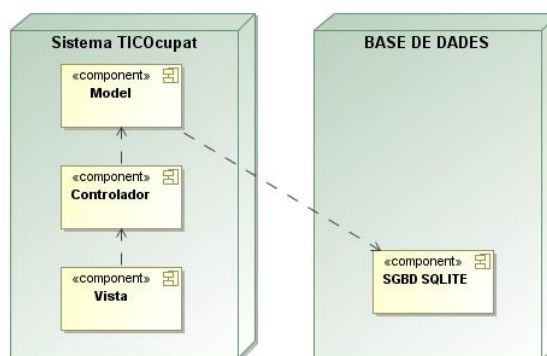 Sistema TICOcupat
«component»
Model
«component»
Controlador
«component»
Vista
BASE DE DADES
«component»
SGBD SQLITE